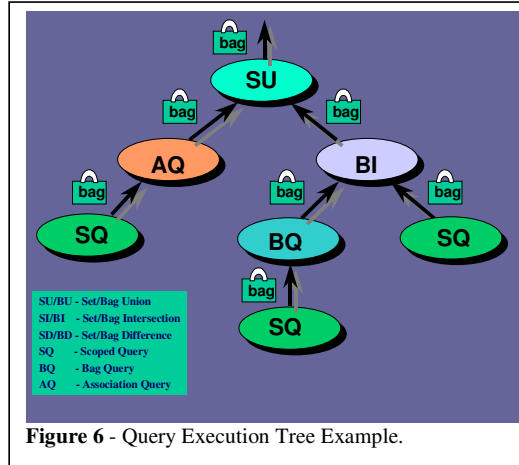 bag
SU
bag
bag
AQ
BI
bag
bag
bag
SQ
BQ
SQ
bag
SQ
SU/BU - Set/Bag Union
SI/BI - Set/Bag Intersection
SD/BD - Set/Bag Difference
SQ - Scoped Query
BQ - Bag Query
AQ - Association Query
Figure 6 - Query Execution Tree Example.